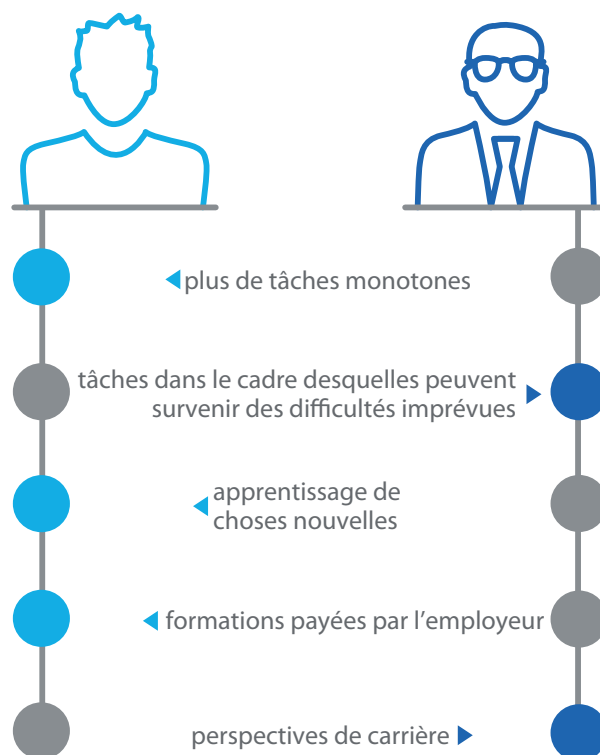 plus de tâches monotones
tâches dans le cadre desquelles peuvent
survenir des difficultés imprévues
apprentissage de
choses nouvelles
formations payées par l’employeur
perspectives de carrière